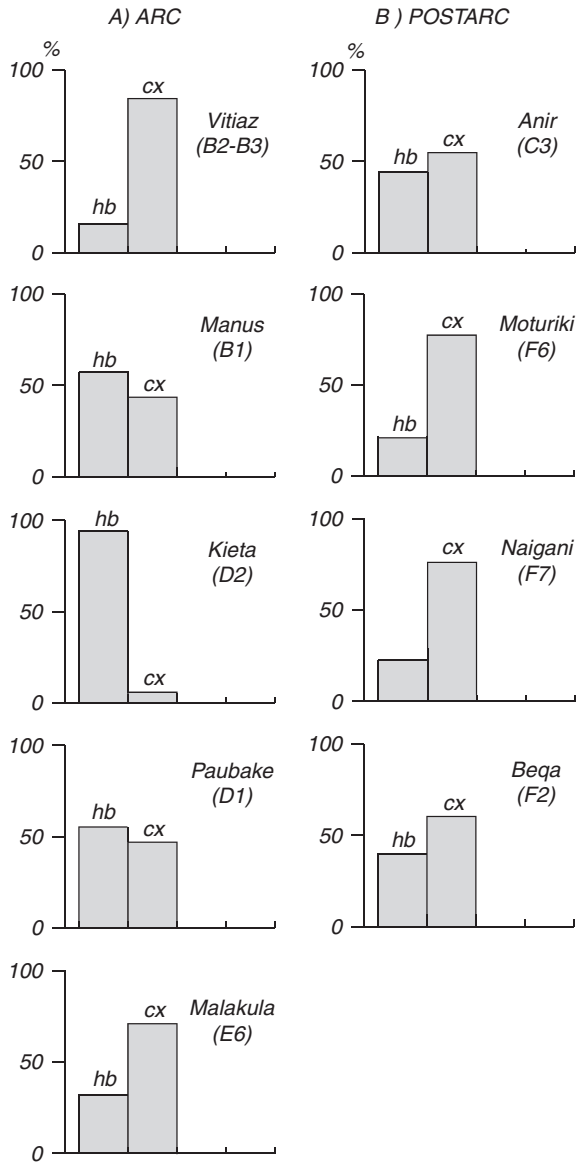 A) ARC
%
100
50
0
hb
cx
Vitiaz
(B2-B3)
100
50
0
hb
cx
Manus
(B1)
100
50
0
hb
cx
Kieta
(D2)
100
50
0
hb
cx
Paubake
(D1)
100
50
0
hb
cx
Malakula
(E6)
B ) POSTARC
100
50
0
hb
cx
Anir
(C3)
100
50
0
hb
cx
Moturiki
(F6)
100
50
0
cx
Naigani
(F7)
100
50
0
hb
cx
Beqa
(F2)